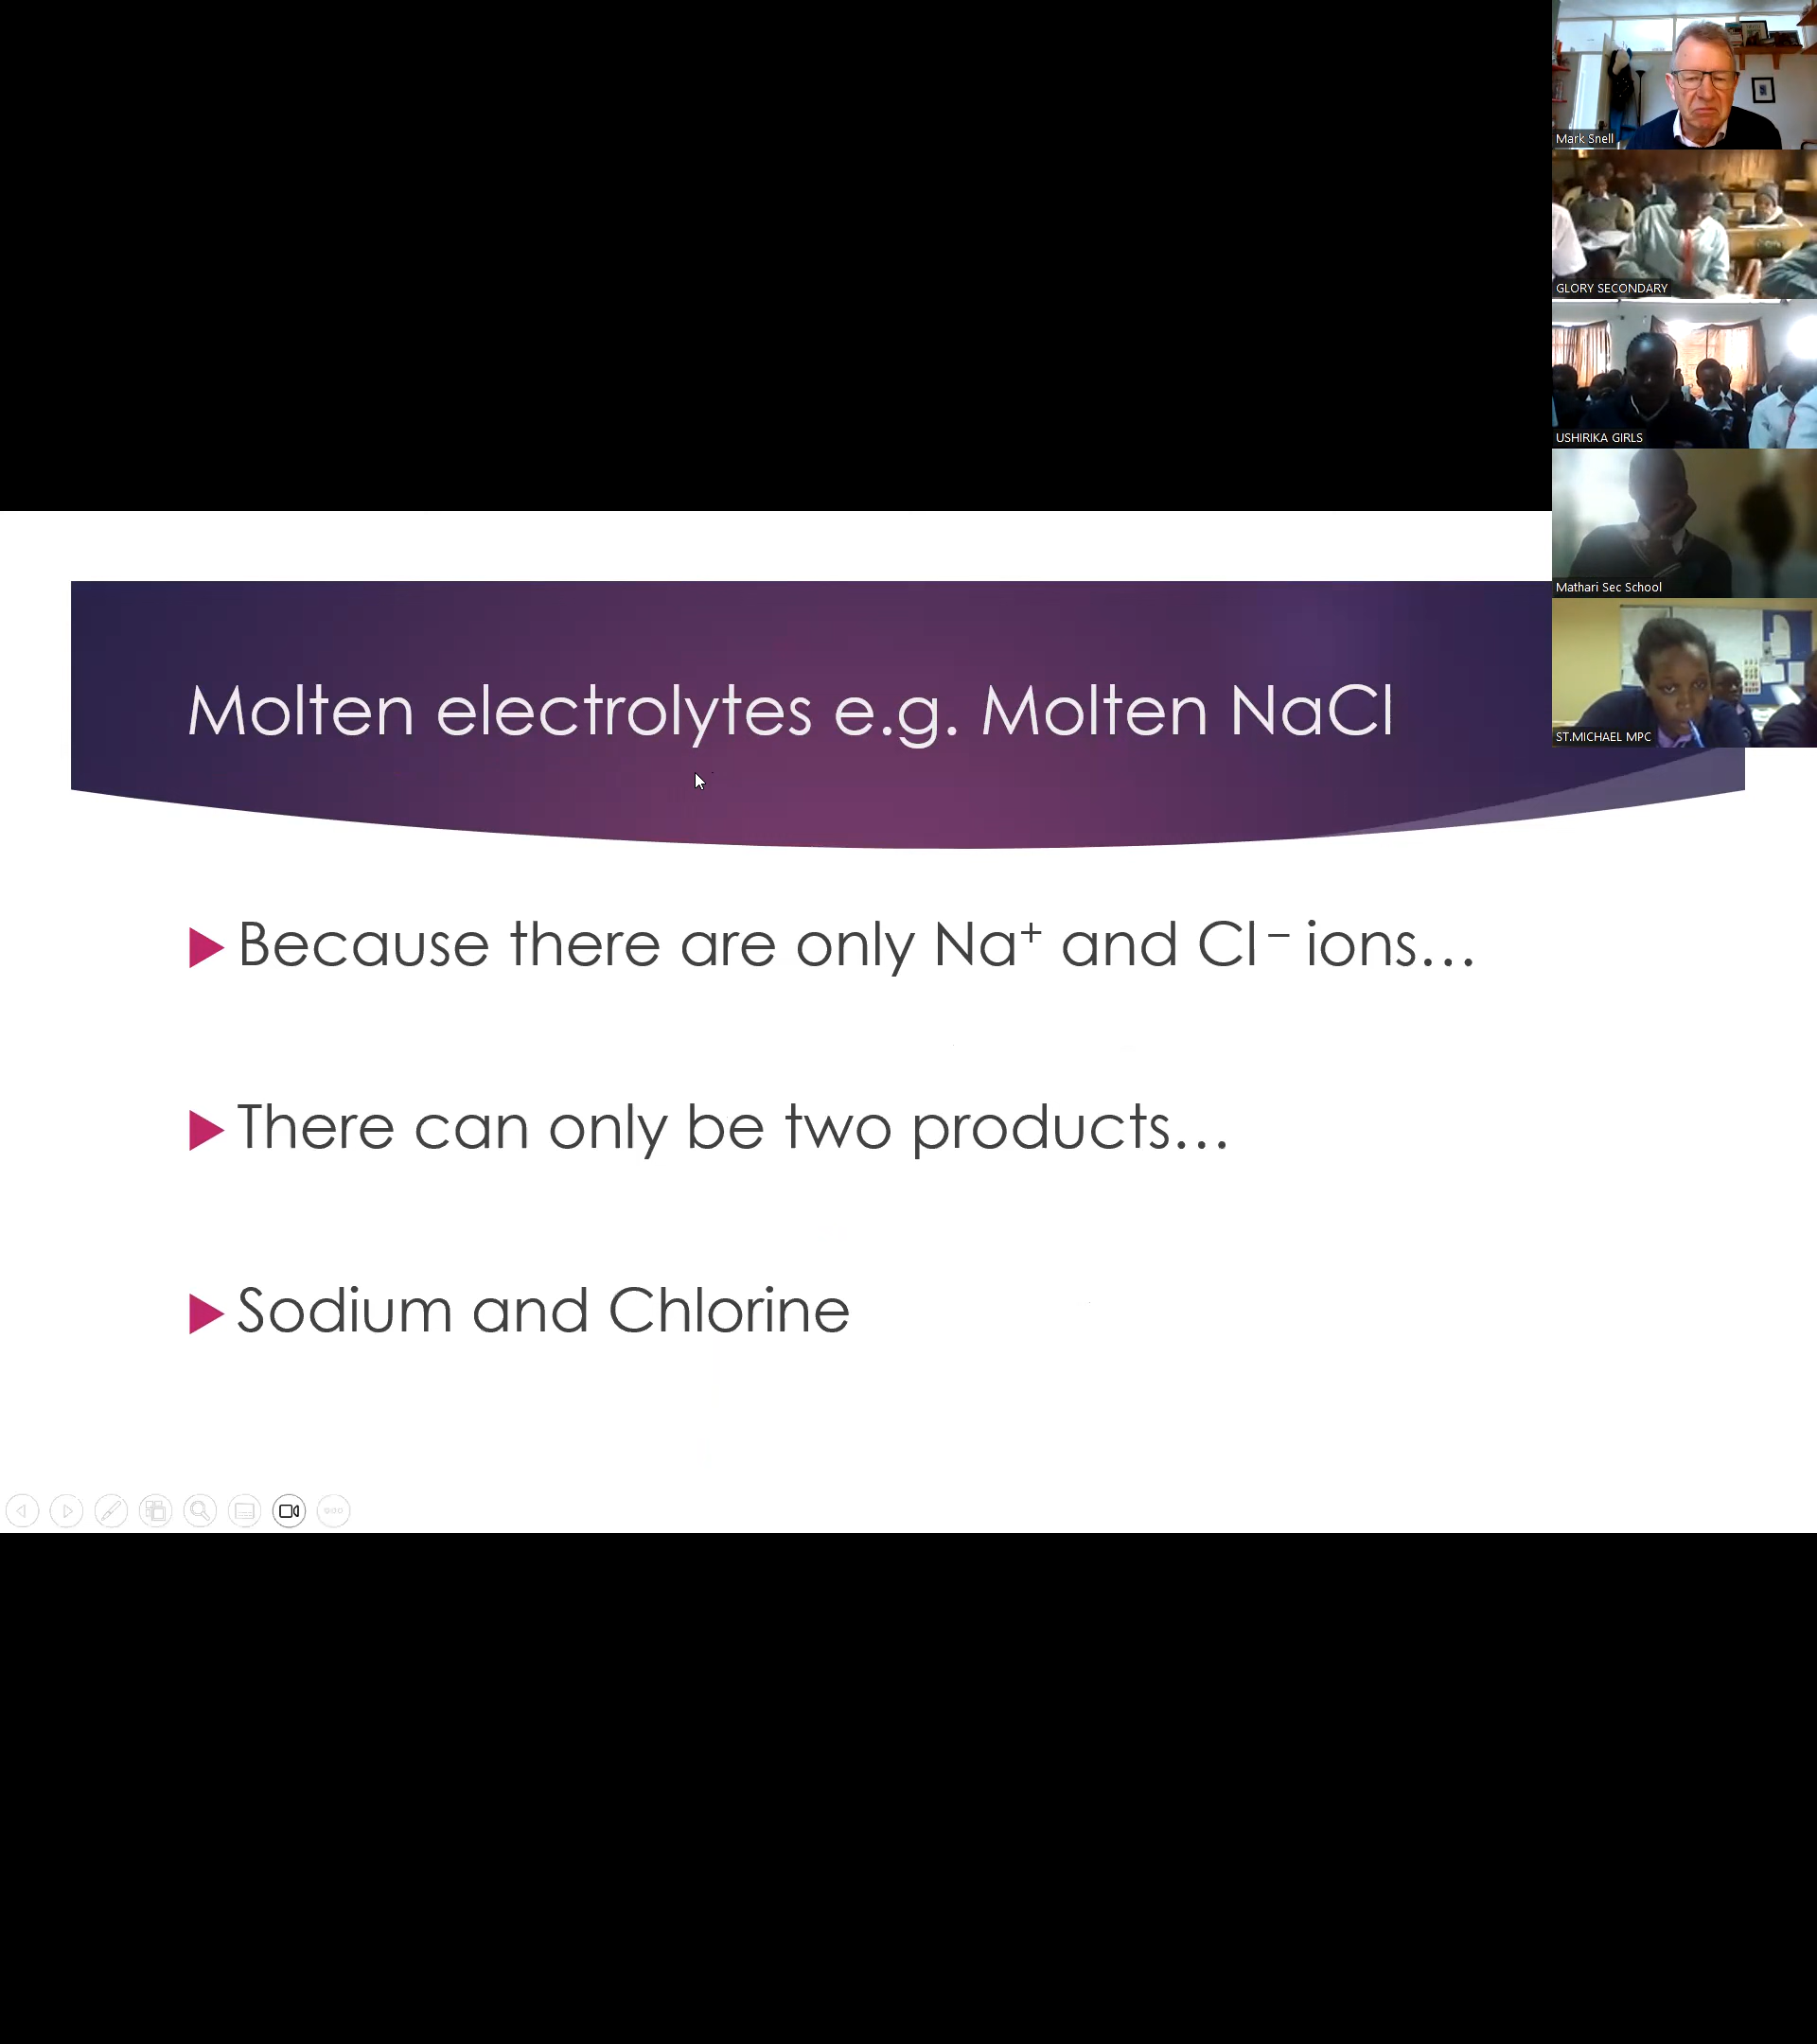 Mark Snell
GLORY SECONDARY
USHIRIKA GIRLS
Mathari Sec School
ST.MICHAEL MPC
Molten electrolytes e.g. Molten NaCl
Because there are only Na⁺ and Cl⁻ ions...
There can only be two products...
Sodium and Chlorine